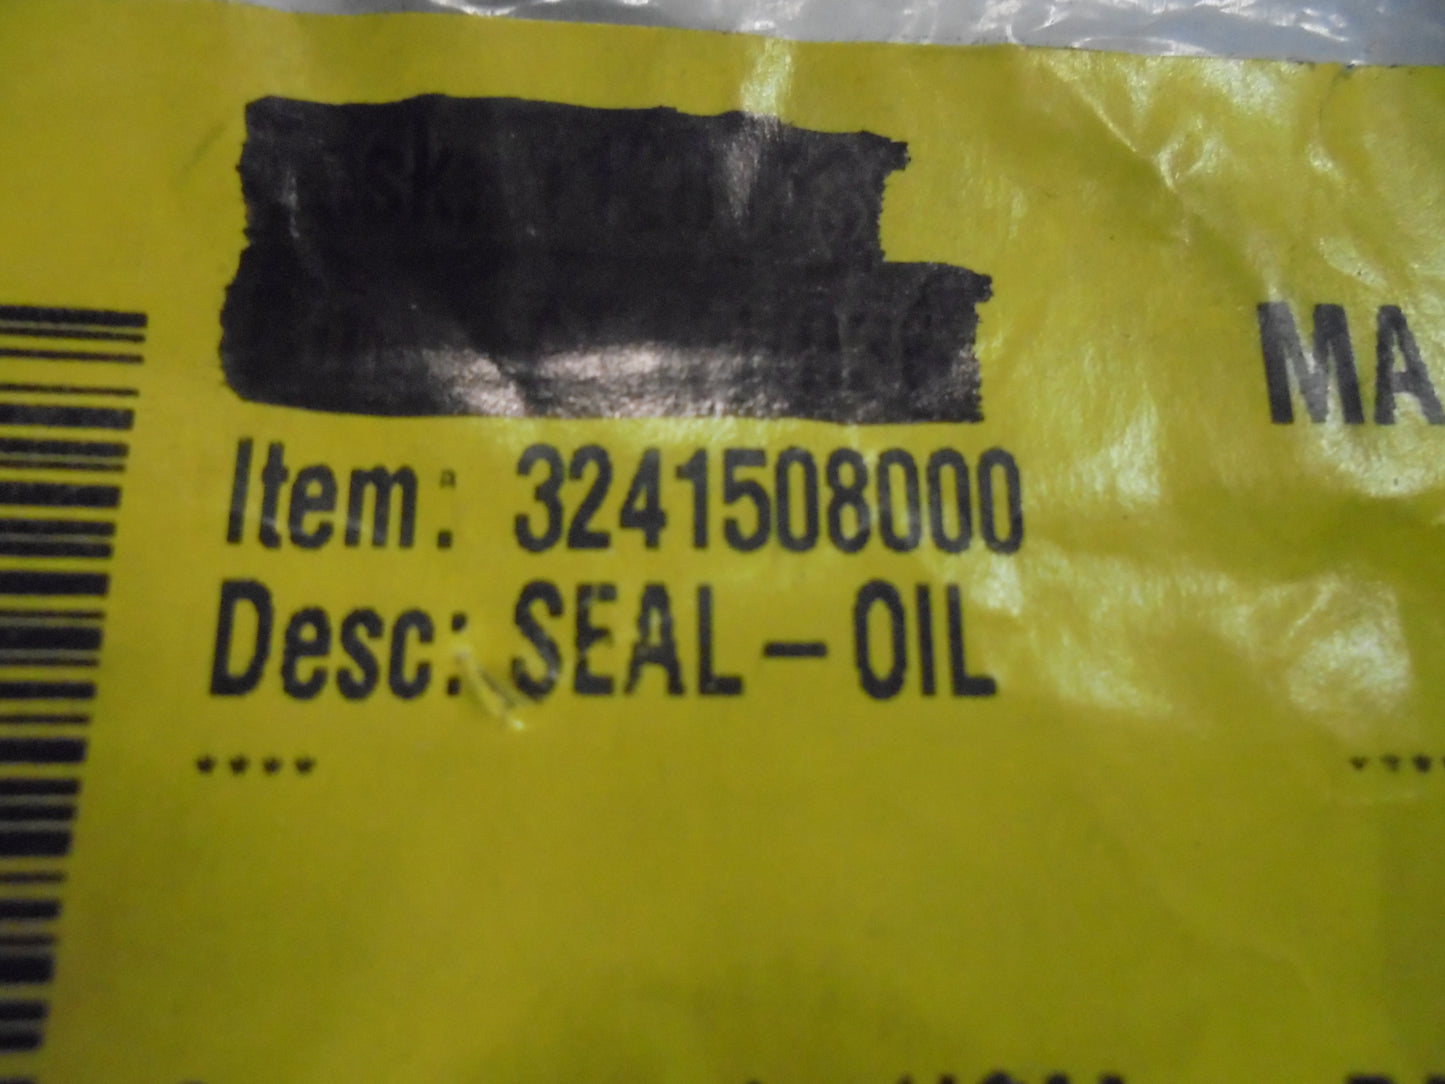 MA
Item: 3241508000
Desc: SEAL-OIL
****
****